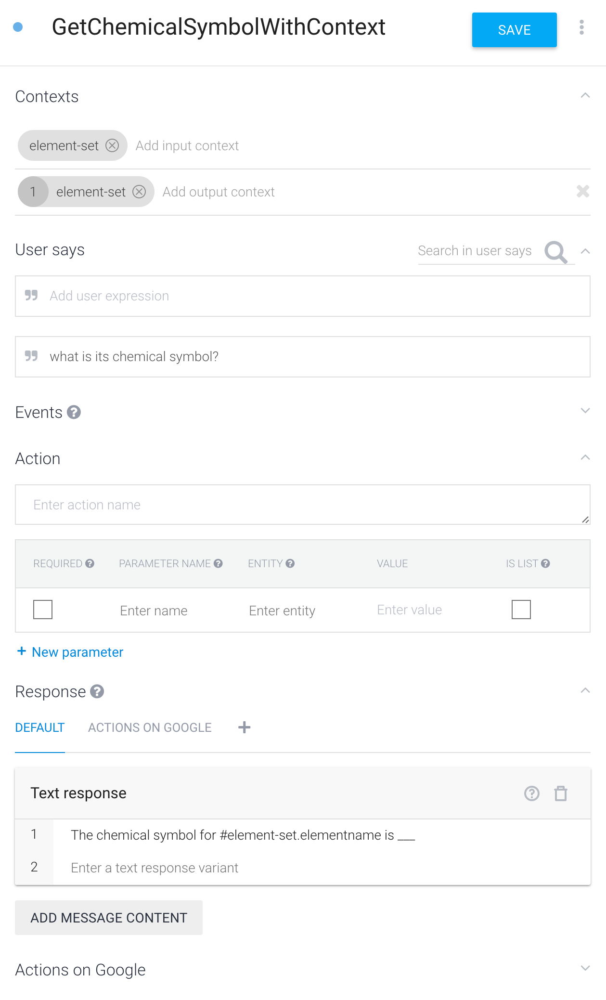 GetChemicalSymbolWithContext
SAVE
Contexts
element-set Add input context
1 element-set Add output context
User says
Search in user says
Add user expression
what is its chemical symbol?
Events
Action
Enter action name
REQUIRED PARAMETER NAME ENTITY VALUE IS LIST
Enter name Enter entity Enter value
+ New parameter
Response
DEFAULT ACTIONS ON GOOGLE +
Text response
1 The chemical symbol for #element-set.elementname is ___
2 Enter a text response variant
ADD MESSAGE CONTENT
Actions on Google